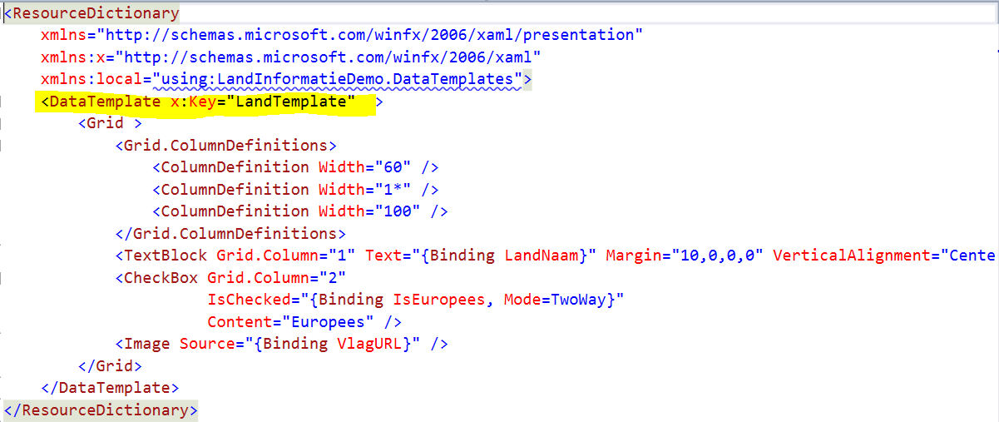 <ResourceDictionary
    xmlns="http://schemas.microsoft.com/winfx/2006/xaml/presentation"
    xmlns:x="http://schemas.microsoft.com/winfx/2006/xaml"
    xmlns:local="using:LandInformatieDemo.DataTemplates">
    <DataTemplate x:Key="LandTemplate"  >
        <Grid >
            <Grid.ColumnDefinitions>
                <ColumnDefinition Width="60" />
                <ColumnDefinition Width="1*" />
                <ColumnDefinition Width="100" />
            </Grid.ColumnDefinitions>
            <TextBlock Grid.Column="1" Text="{Binding LandNaam}" Margin="10,0,0,0" VerticalAlignment="Cente
            <CheckBox Grid.Column="2"
                      IsChecked="{Binding IsEuropees, Mode=TwoWay}"
                      Content="Europees" />
            <Image Source="{Binding VlagURL}" />
        </Grid>
    </DataTemplate>
</ResourceDictionary>